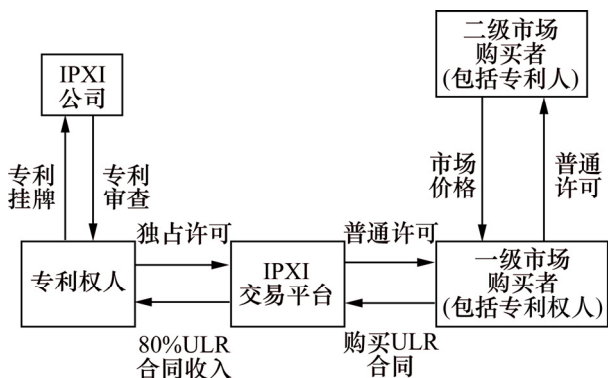 二级市场
购买者
(包括专利人)
IPXI
公司
专利
挂牌
专利
审查
市场
价格
普通
许可
独占许可
普通许可
专利权人
IPXI
交易平台
一级市场
购买者
(包括专利权人)
80%ULR
合同收入
购买ULR
合同